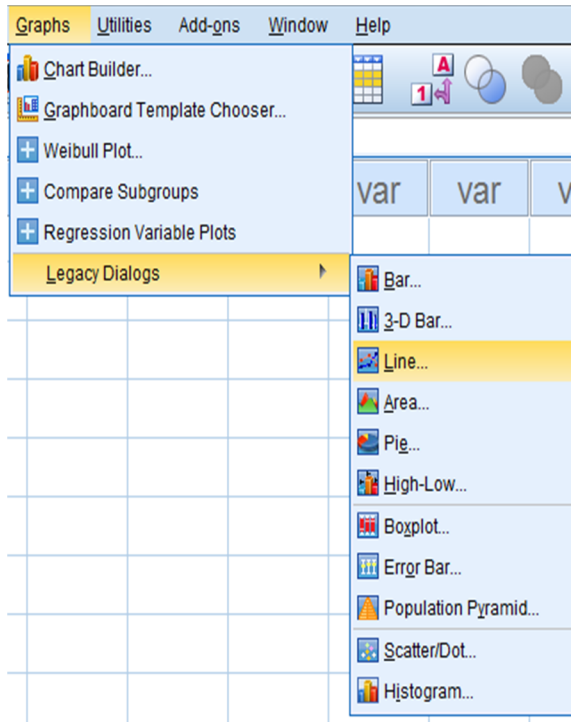 Graphs Utilities Add-ons Window Help
Chart Builder...
Graphboard Template Chooser...
Weibull Plot...
Compare Subgroups
Regression Variable Plots
Legacy Dialogs
A
1
var var v
Bar...
3-D Bar...
Line...
Area...
Pie...
High-Low...
Boxplot...
Error Bar...
Population Pyramid...
Scatter/Dot...
Histogram...